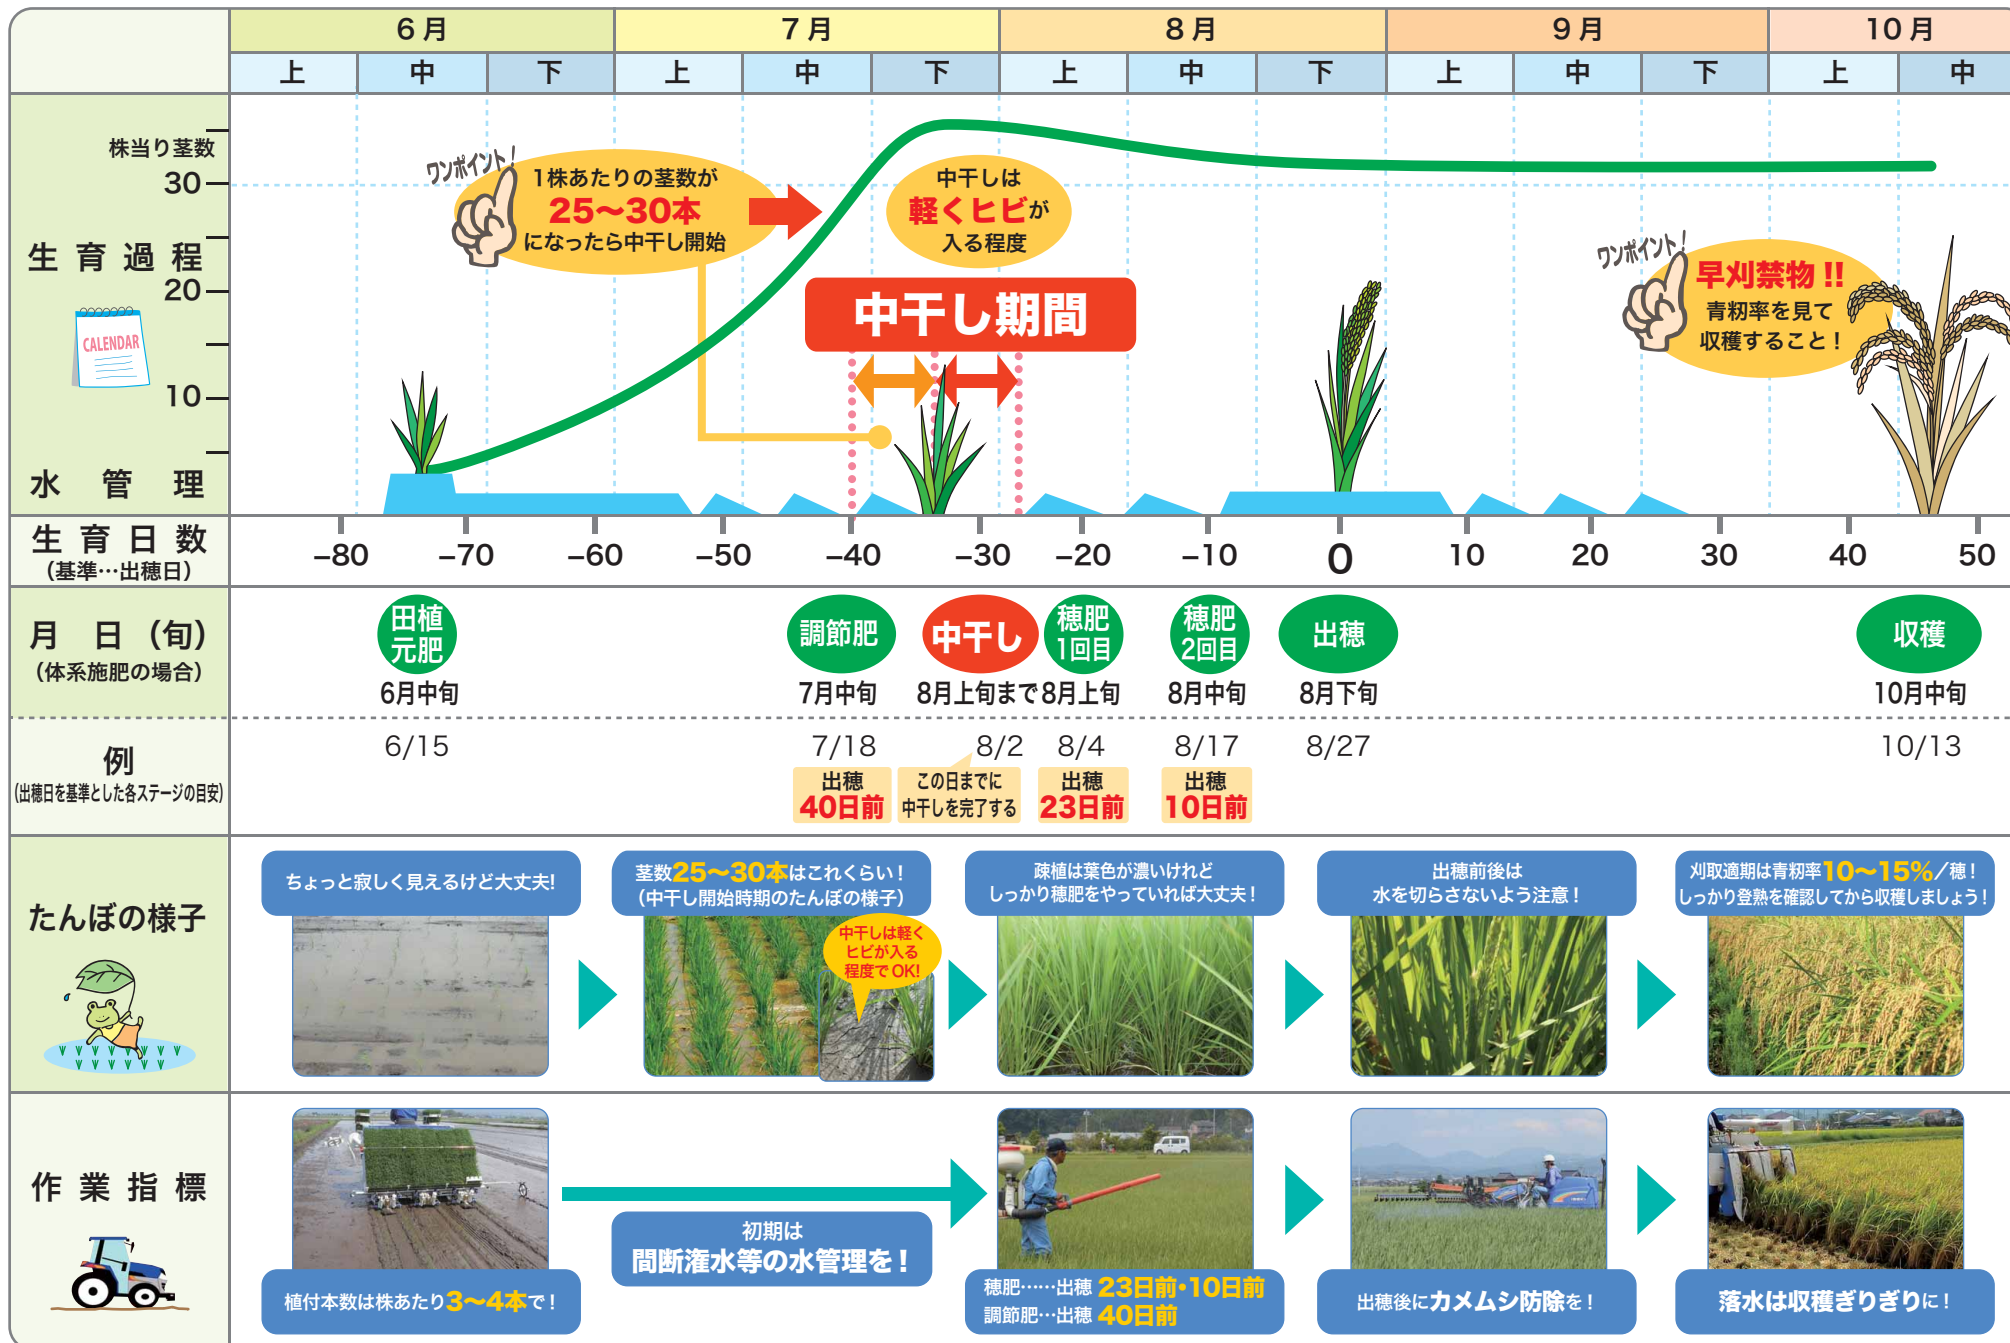 6月
7月
8月
9月
10月
上
中
下
上
中
下
上
中
下
上
中
下
上
中
株当り茎数
30
20
10
生育過程
CALENDAR
水管理
ワンポイント!
1株あたりの茎数が
25〜30本
になったら中干し開始
中干しは
軽くヒビが
入る程度
中干し期間
ワンポイント!
早刈禁物!!
青籾率を見て
収穫すること!
生育日数
(基準…出穂日)
–80
–70
–60
–50
–40
–30
–20
–10
0
10
20
30
40
50
月日(旬)
(体系施肥の場合)
田植
元肥
6月中旬
調節肥
7月中旬
中干し
8月上旬まで
穂肥
1回目
8月上旬
穂肥
2回目
8月中旬
出穂
8月下旬
収穫
10月中旬
例
(出穂日を基準とした各ステージの目安)
6/15
7/18
出穂
40日前
8/2
この日までに
中干しを完了する
8/4
出穂
23日前
8/17
出穂
10日前
8/27
10/13
たんぼの様子
ちょっと寂しく見えるけど大丈夫!
茎数25〜30本はこれくらい!
(中干し開始時期のたんぼの様子)
中干しは軽く
ヒビが入る
程度でOK!
疎植は葉色が濃いけれど
しっかり穂肥をやっていれば大丈夫!
出穂前後は
水を切らさないよう注意!
刈取適期は青籾率10〜15%/穂!
しっかり登熟を確認してから収穫しましょう!
作業指標
植付本数は株あたり3〜4本で!
初期は
間断潅水等の水管理を!
穂肥……出穂 23日前・10日前
調節肥…出穂 40日前
出穂後にカメムシ防除を!
落水は収穫ぎりぎりに!